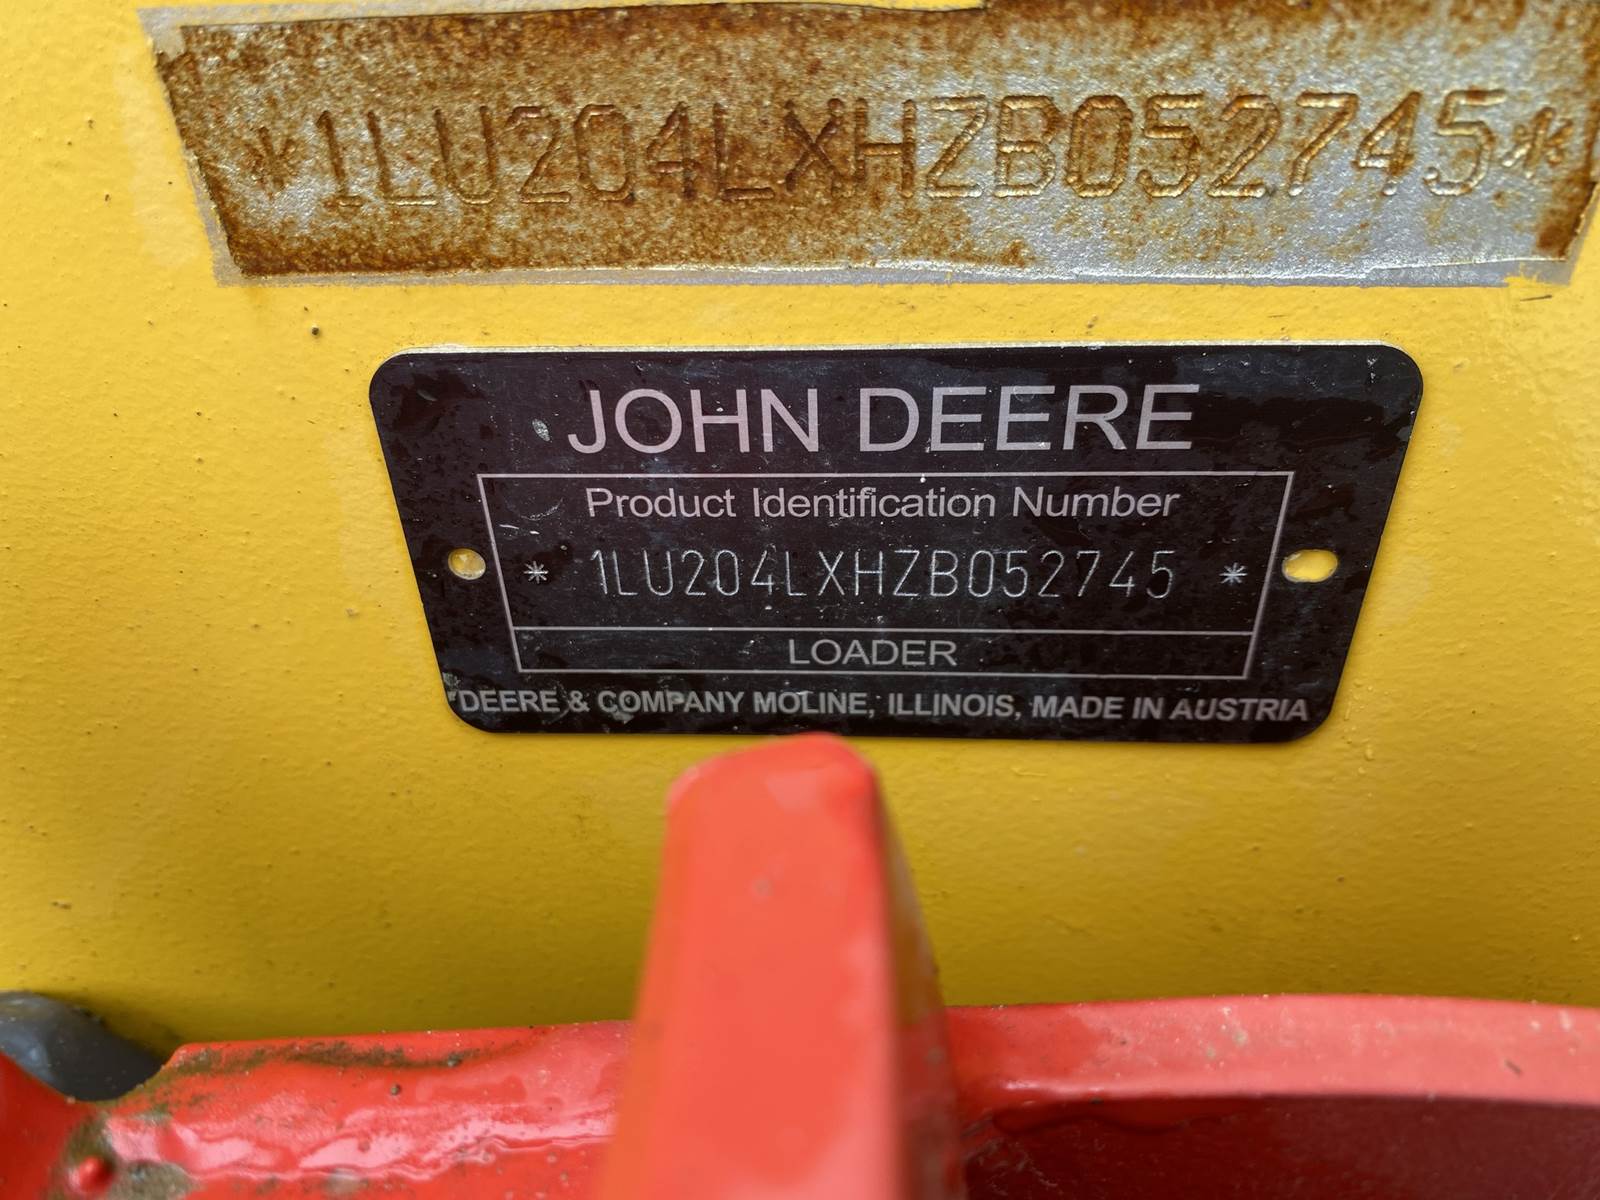 *1LU204LXHZB052745*
JOHN DEERE
Product Identification Number
* 1LU204LXHZB052745 *
LOADER
DEERE & COMPANY MOLINE, ILLINOIS, MADE IN AUSTRIA